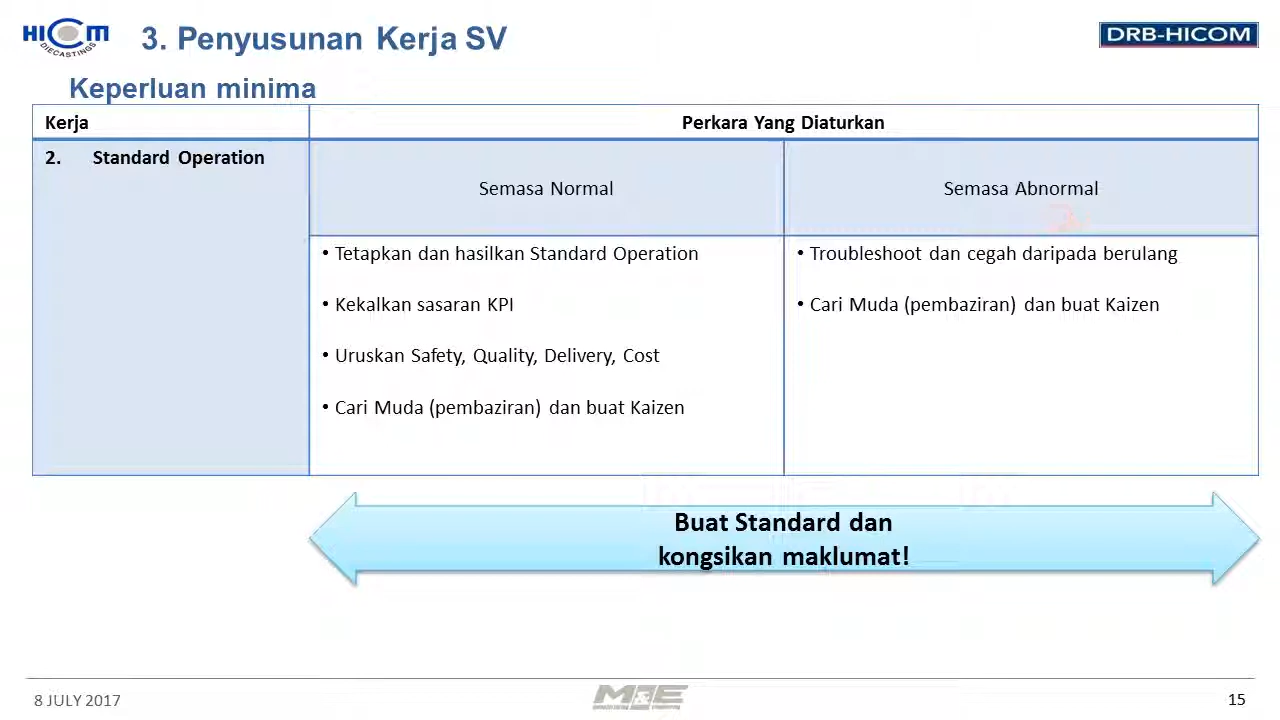 HICOM
DIECASTINGS
3. Penyusunan Kerja SV
DRB-HICOM
Keperluan minima
Kerja
Perkara Yang Diaturkan
2. Standard Operation
Semasa Normal
Semasa Abnormal
• Tetapkan dan hasilkan Standard Operation
• Kekalkan sasaran KPI
• Uruskan Safety, Quality, Delivery, Cost
• Cari Muda (pembaziran) dan buat Kaizen
• Troubleshoot dan cegah daripada berulang
• Cari Muda (pembaziran) dan buat Kaizen
Buat Standard dan
kongsikan maklumat!
8 JULY 2017
M&E
15